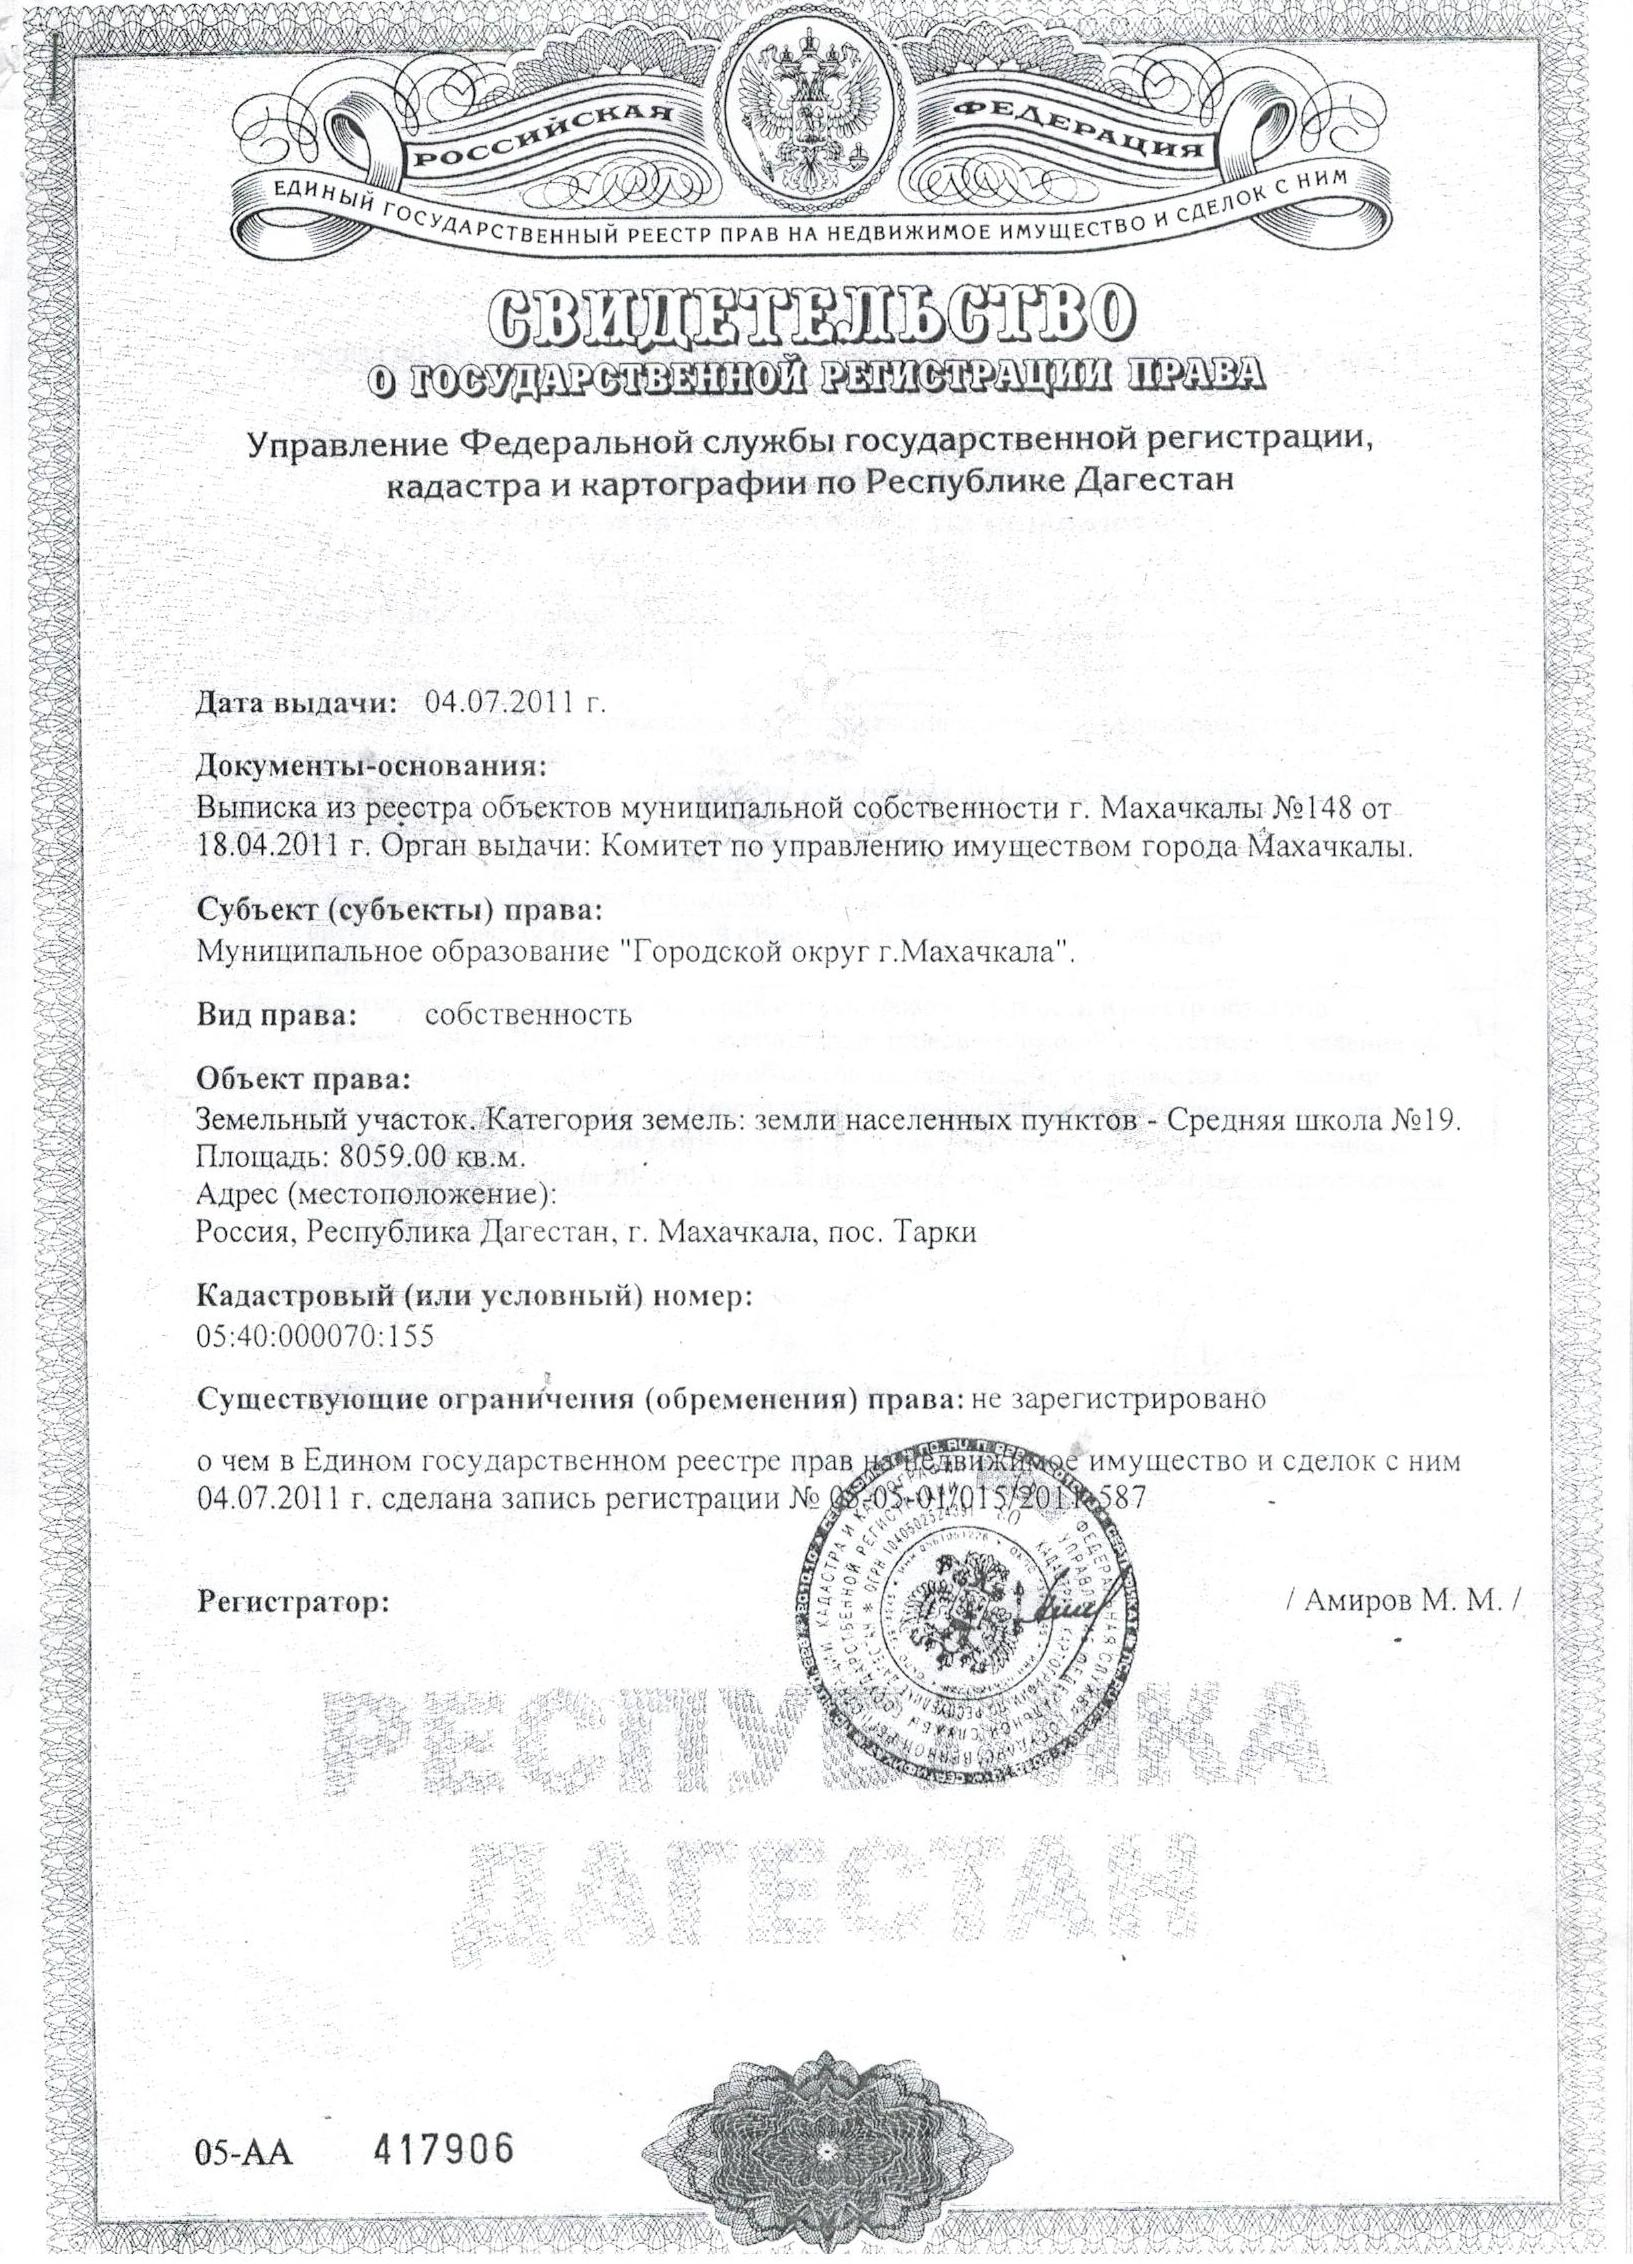 РОССИЙСКАЯ ФЕДЕРАЦИЯ
ЕДИНЫЙ ГОСУДАРСТВЕННЫЙ РЕЕСТР ПРАВ НА НЕДВИЖИМОЕ ИМУЩЕСТВО И СДЕЛОК С НИМ
СВИДЕТЕЛЬСТВО
О ГОСУДАРСТВЕННОЙ РЕГИСТРАЦИИ ПРАВА
Управление Федеральной службы государственной регистрации,
кадастра и картографии по Республике Дагестан
Дата выдачи: 04.07.2011 г.
Документы-основания:
Выписка из реестра объектов муниципальной собственности г. Махачкалы №148 от
18.04.2011 г. Орган выдачи: Комитет по управлению имуществом города Махачкалы.
Субъект (субъекты) права:
Муниципальное образование "Городской округ г.Махачкала".
Вид права: собственность
Объект права:
Земельный участок. Категория земель: земли населенных пунктов - Средняя школа №19.
Площадь: 8059.00 кв.м.
Адрес (местоположение):
Россия, Республика Дагестан, г. Махачкала, пос. Тарки
Кадастровый (или условный) номер:
05:40:000070:155
Существующие ограничения (обременения) права: не зарегистрировано
о чем в Едином государственном реестре прав на недвижимое имущество и сделок с ним
04.07.2011 г. сделана запись регистрации № 05-05-01/015/2011-587
Регистратор: / Амиров М. М. /
РЕСПУБЛИКА
ДАГЕСТАН
05-АА 417906